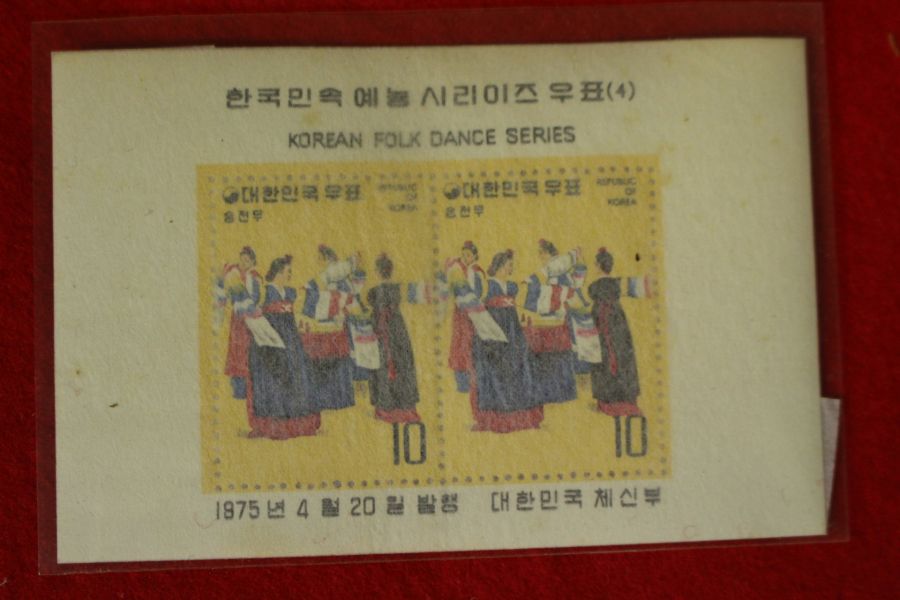 한국민속 예능 시리이즈 우표(4)
KOREAN FOLK DANCE SERIES
대한민국우표 REPUBLIC OF KOREA
승전무
10
대한민국우표 REPUBLIC OF KOREA
승전무
10
1975년 4월 20일 발행 대한민국 체신부